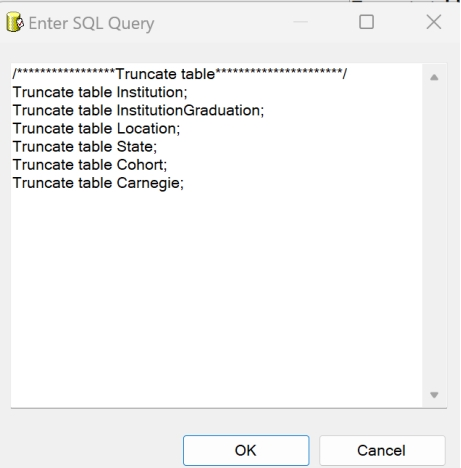 Enter SQL Query
/*****************Truncate table**********************/
Truncate table Institution;
Truncate table InstitutionGraduation;
Truncate table Location;
Truncate table State;
Truncate table Cohort;
Truncate table Carnegie;
OK
Cancel